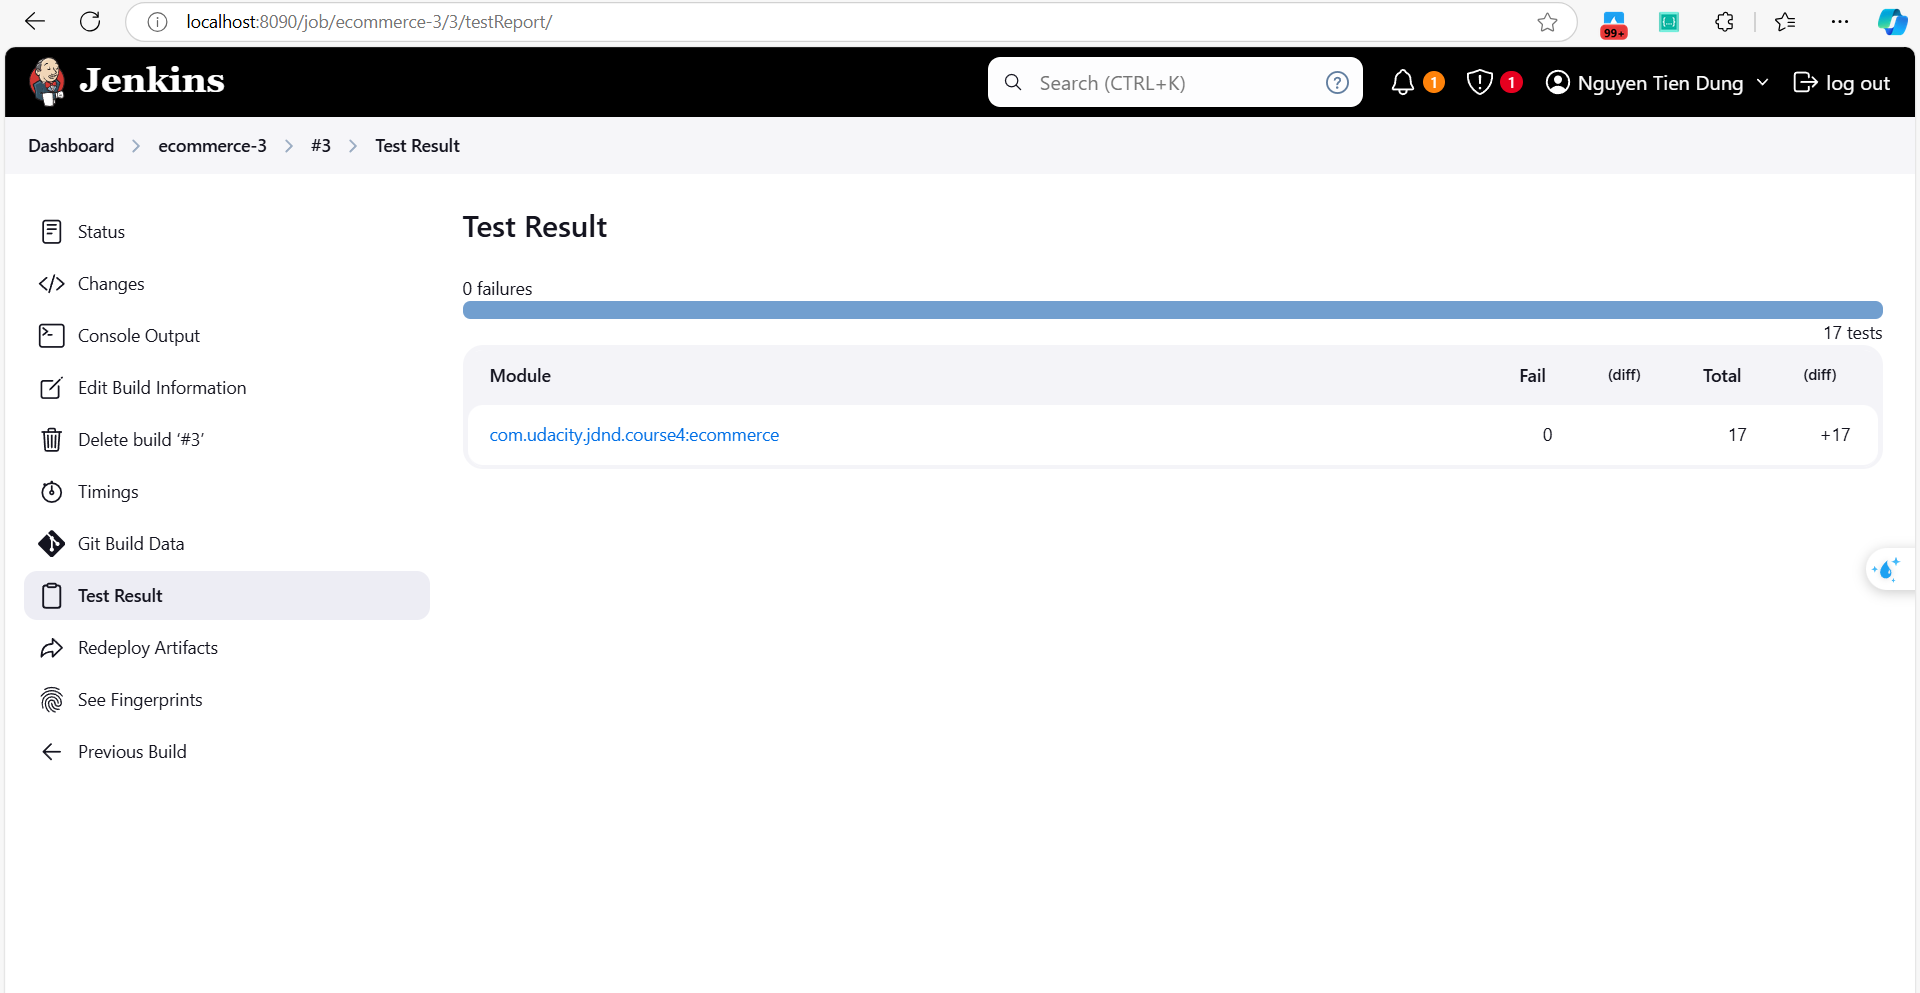 localhost:8090/job/ecommerce-3/3/testReport/
99+
Jenkins
Search (CTRL+K)
?
1
1
Nguyen Tien Dung
log out
Dashboard
ecommerce-3
#3
Test Result
Status
Changes
Console Output
Edit Build Information
Delete build ‘#3’
Timings
Git Build Data
Test Result
Redeploy Artifacts
See Fingerprints
Previous Build
Test Result
0 failures
17 tests
Module Fail (diff) Total (diff)
com.udacity.jdnd.course4:ecommerce 0 17 +17